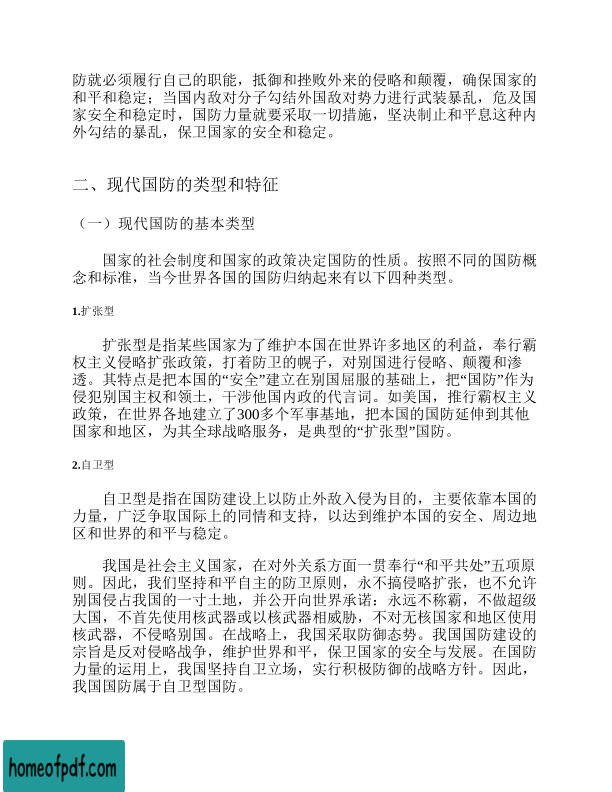 防就必须履行自己的职能，抵御和挫败外来的侵略和颠覆，确保国家的
和平和稳定；当国内敌对分子勾结外国敌对势力进行武装暴乱，危及国
家安全和稳定时，国防力量就要采取一切措施，坚决制止和平息这种内
外勾结的暴乱，保卫国家的安全和稳定。
二、现代国防的类型和特征
（一）现代国防的基本类型
国家的社会制度和国家的政策决定国防的性质。按照不同的国防概
念和标准，当今世界各国的国防归纳起来有以下四种类型。
1.扩张型
扩张型是指某些国家为了维护本国在世界许多地区的利益，奉行霸
权主义侵略扩张政策，打着防卫的幌子，对别国进行侵略、颠覆和渗
透。其特点是把本国的“安全”建立在别国屈服的基础上，把“国防”作为
侵犯别国主权和领土，干涉他国内政的代言词。如美国，推行霸权主义
政策，在世界各地建立了300多个军事基地，把本国的国防延伸到其他
国家和地区，为其全球战略服务，是典型的“扩张型”国防。
2.自卫型
自卫型是指在国防建设上以防止外敌入侵为目的，主要依靠本国的
力量，广泛争取国际上的同情和支持，以达到维护本国的安全、周边地
区和世界的和平与稳定。
我国是社会主义国家，在对外关系方面一贯奉行“和平共处”五项原
则。因此，我们坚持和平自主的防卫原则，永不搞侵略扩张，也不允许
别国侵占我国的一寸土地，并公开向世界承诺：永远不称霸，不做超级
大国，不首先使用核武器或以核武器相威胁，不对无核国家和地区使用
核武器，不侵略别国。在战略上，我国采取防御态势。我国国防建设的
宗旨是反对侵略战争，维护世界和平，保卫国家的安全与发展。在国防
力量的运用上，我国坚持自卫立场，实行积极防御的战略方针。因此，
我国国防属于自卫型国防。
homeofpdf.com